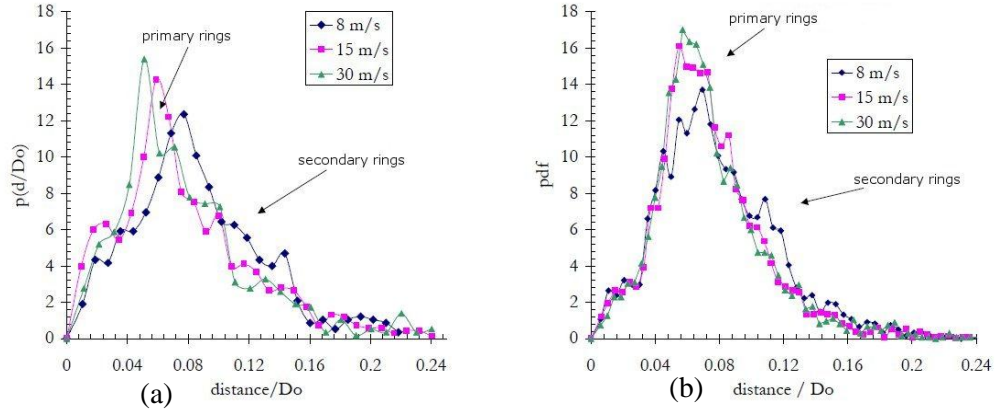 18
16
14
12
10
8
6
4
2
0
p(d/Do)
primary rings
8 m/s
15 m/s
30 m/s
secondary rings
0 0.04 0.08 0.12 0.16 0.2 0.24
distance/Do
(a)
18
16
14
12
10
8
6
4
2
0
pdf
primary rings
8 m/s
15 m/s
30 m/s
secondary rings
0 0.04 0.08 0.12 0.16 0.2 0.24
distance / Do
(b)